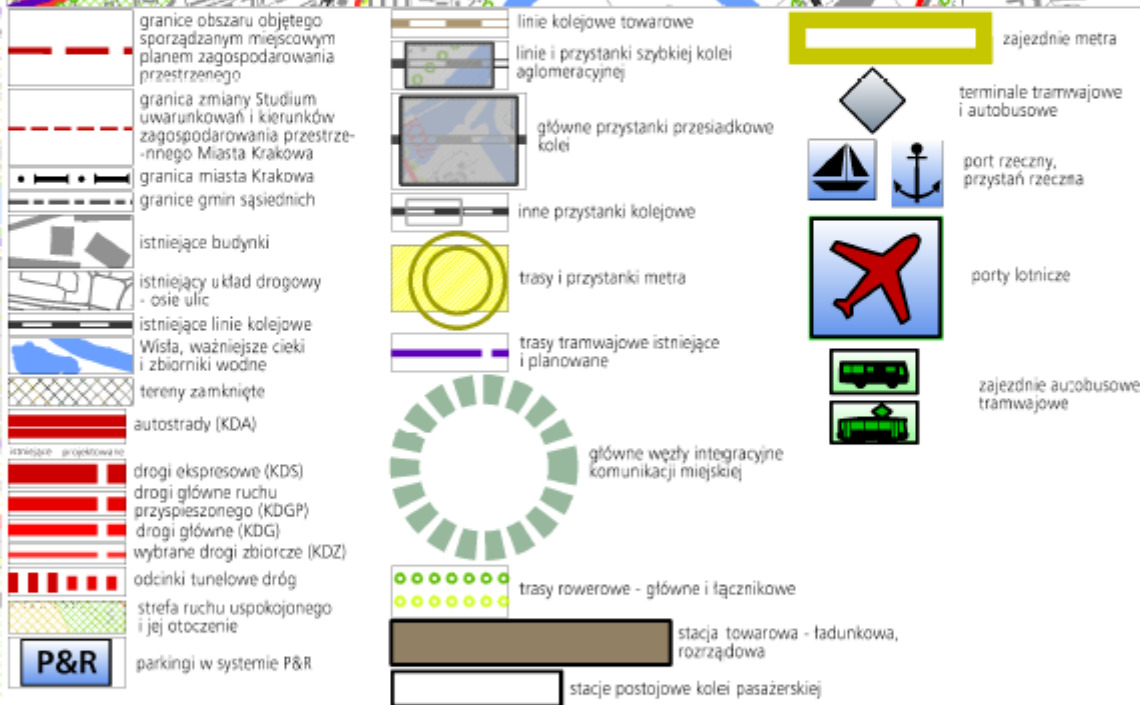 granice obszaru objętego
sporządzanym miejscowym
planem zagospodarowania
przestrzenego
granica zmiany Studium
uwarunkowań i kierunków
zagospodarowania przestrze-
-nnego Miasta Krakowa
granica miasta Krakowa
granice gmin sąsiednich
istniejące budynki
istniejący układ drogowy
- osie ulic
istniejące linie kolejowe
Wisła, ważniejsze cieki
i zbiorniki wodne
tereny zamknięte
autostrady (KDA)
istniejące projektowane
drogi ekspresowe (KDS)
drogi główne ruchu
przyspieszonego (KDGP)
drogi główne (KDG)
wybrane drogi zbiorcze (KDZ)
odcinki tunelowe dróg
strefa ruchu uspokojonego
i jej otoczenie
P&R
parkingi w systemie P&R
linie kolejowe towarowe
linie i przystanki szybkiej kolei
aglomeracyjnej
główne przystanki przesiadkowe
kolei
inne przystanki kolejowe
trasy i przystanki metra
trasy tramwajowe istniejące
i planowane
główne węzły integracyjne
komunikacji miejskiej
trasy rowerowe - główne i łącznikowe
stacja towarowa - ładunkowa,
rozrządowa
stacje postojowe kolei pasażerskiej
zajezdnie metra
terminale tramwajowe
i autobusowe
port rzeczny,
przystań rzeczna
porty lotnicze
zajezdnie autobusowe
tramwajowe